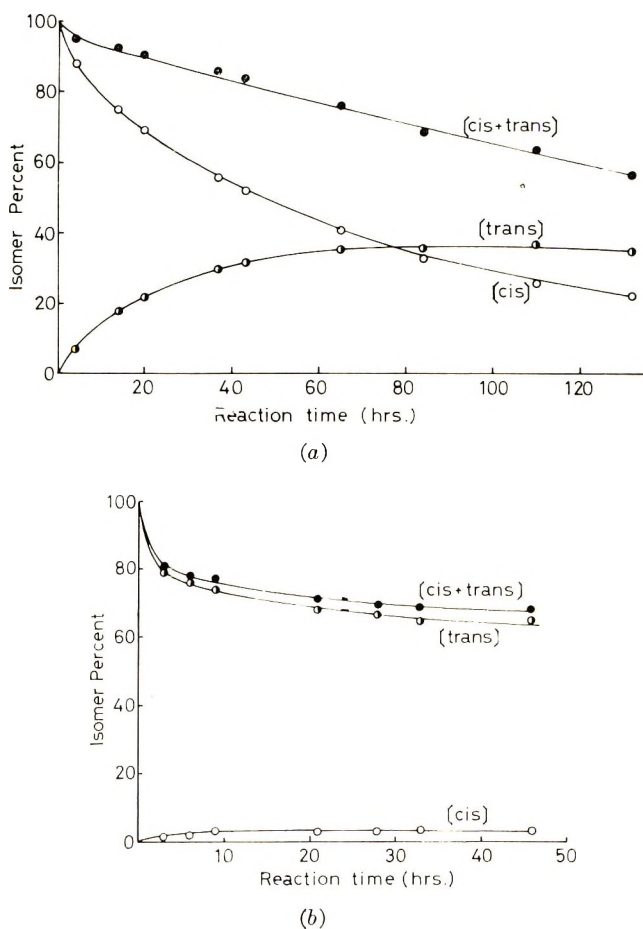 100
80
60
40
20
0
Isomer Percent
(cis+trans)
(trans)
(cis)
20 40 60 80 100 120
Reaction time (hrs.)
(a)
100
80
60
40
20
0
Isomer Percent
(cis+trans)
(trans)
(cis)
10 20 30 40 50
Reaction time (hrs.)
(b)